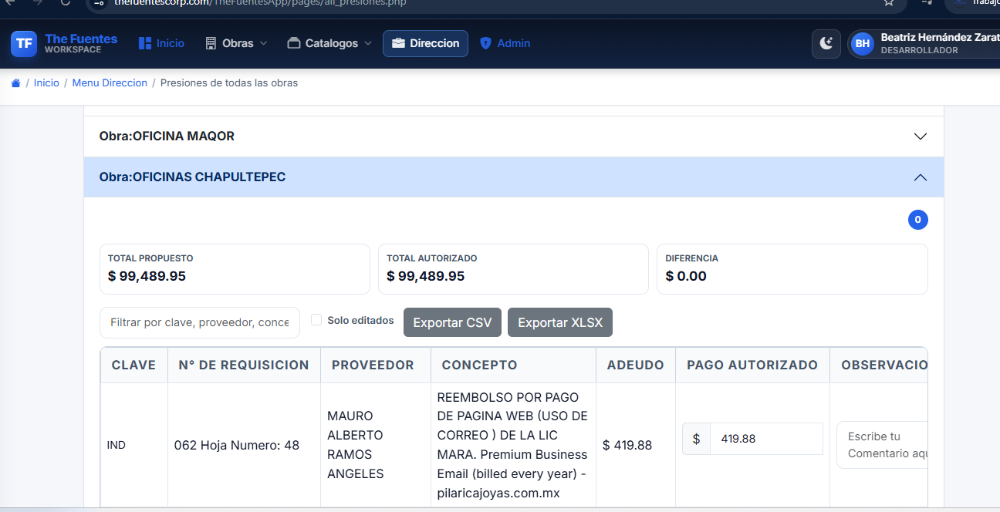 thefuentescorp.com/TheFuentesApp/pages/all_presiones.php
TF
The Fuentes
WORKSPACE
Inicio
Obras
Catalogos
Direccion
Admin
BH
Beatriz Hernández Zarat
DESARROLLADOR
/ Inicio / Menu Direccion / Presiones de todas las obras
Obra:OFICINA MAQOR
Obra:OFICINAS CHAPULTEPEC
0
TOTAL PROPUESTO
$ 99,489.95
TOTAL AUTORIZADO
$ 99,489.95
DIFERENCIA
$ 0.00
Filtrar por clave, proveedor, conce
Solo editados
Exportar CSV
Exportar XLSX
CLAVE
N° DE REQUISICION
PROVEEDOR
CONCEPTO
ADEUDO
PAGO AUTORIZADO
OBSERVACIO
IND
062 Hoja Numero: 48
MAURO
ALBERTO
RAMOS
ANGELES
REEMBOLSO POR PAGO
DE PAGINA WEB (USO DE
CORREO ) DE LA LIC
MARA. Premium Business
Email (billed every year) -
pilaricajoyas.com.mx
$ 419.88
$
419.88
Escribe tu
Comentario aqu